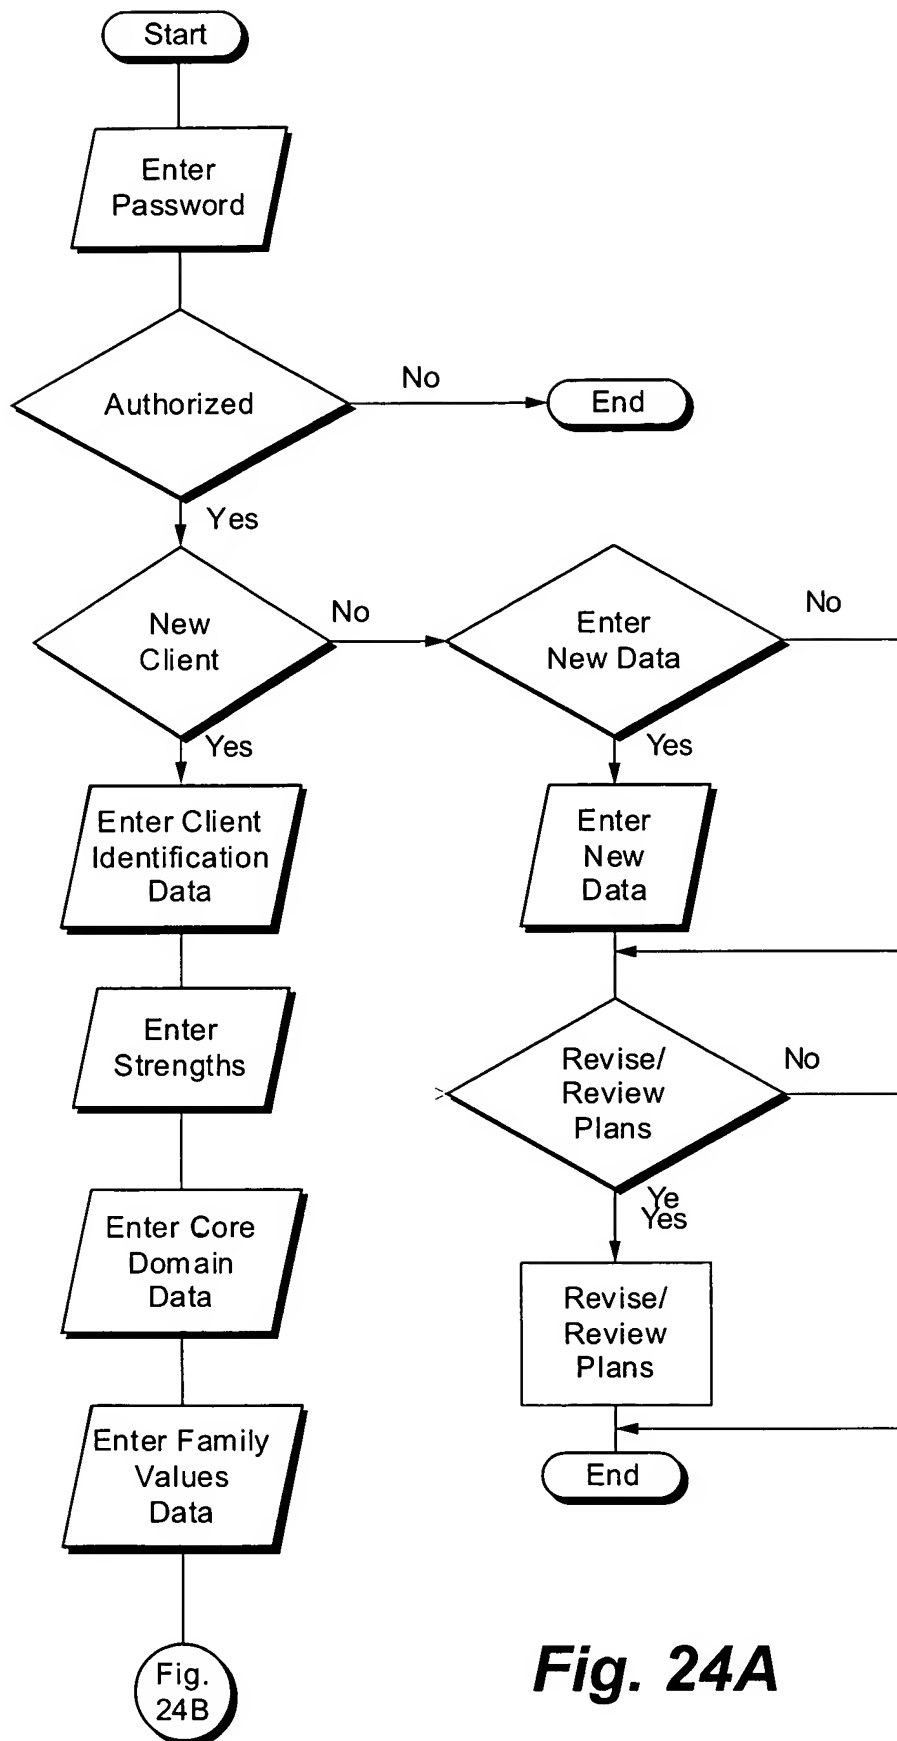 Start
Enter
Password
Authorized
No
End
Yes
New
Client
No
Enter
New Data
No
Yes
Yes
Enter Client
Identification
Data
Enter
New
Data
Enter
Strengths
Revise/
Review
Plans
No
Ye
Yes
Enter Core
Domain
Data
Revise/
Review
Plans
Enter Family
Values
Data
End
Fig.
24B
Fig. 24A